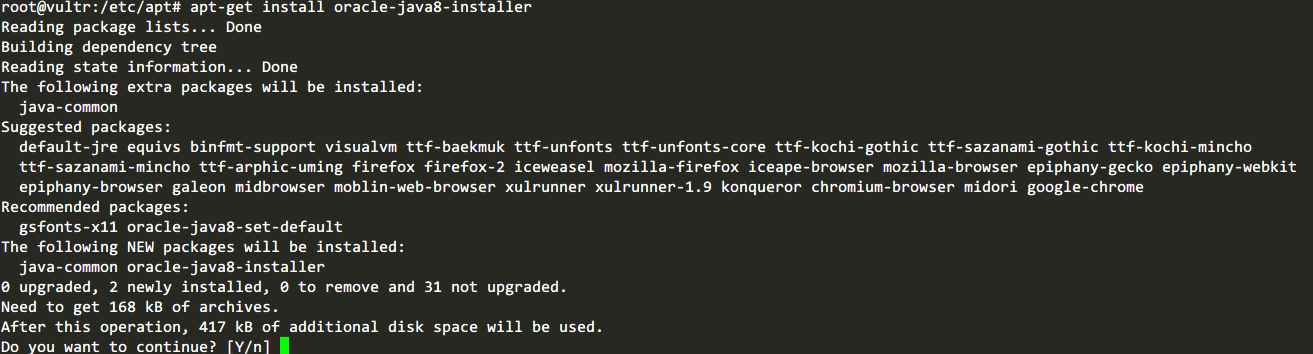 root@vultr:/etc/apt# apt-get install oracle-java8-installer
Reading package lists... Done
Building dependency tree
Reading state information... Done
The following extra packages will be installed:
  java-common
Suggested packages:
  default-jre equivs binfmt-support visualvm ttf-baekmuk ttf-unfonts ttf-unfonts-core ttf-kochi-gothic ttf-sazanami-gothic ttf-kochi-mincho
  ttf-sazanami-mincho ttf-arphic-uming firefox firefox-2 iceweasel mozilla-firefox iceape-browser mozilla-browser epiphany-gecko epiphany-webkit
  epiphany-browser galeon midbrowser moblin-web-browser xulrunner xulrunner-1.9 konqueror chromium-browser midori google-chrome
Recommended packages:
  gsfonts-x11 oracle-java8-set-default
The following NEW packages will be installed:
  java-common oracle-java8-installer
0 upgraded, 2 newly installed, 0 to remove and 31 not upgraded.
Need to get 168 kB of archives.
After this operation, 417 kB of additional disk space will be used.
Do you want to continue? [Y/n]